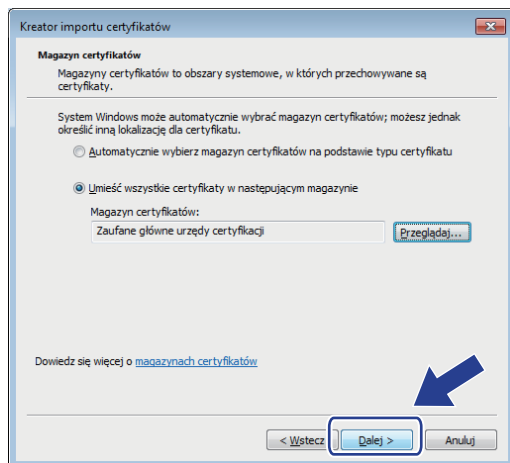 Kreator importu certyfikatów
Magazyn certyfikatów
Magazyny certyfikatów to obszary systemowe, w których przechowywane są
certyfikaty.
System Windows może automatycznie wybrać magazyn certyfikatów; możesz jednak
określić inną lokalizację dla certyfikatu.
Automatycznie wybierz magazyn certyfikatów na podstawie typu certyfikatu
Umieść wszystkie certyfikaty w następującym magazynie
Magazyn certyfikatów:
Zaufane główne urzędy certyfikacji
Przeglądaj...
Dowiedz się więcej o magazynach certyfikatów
< Wstecz
Dalej >
Anuluj